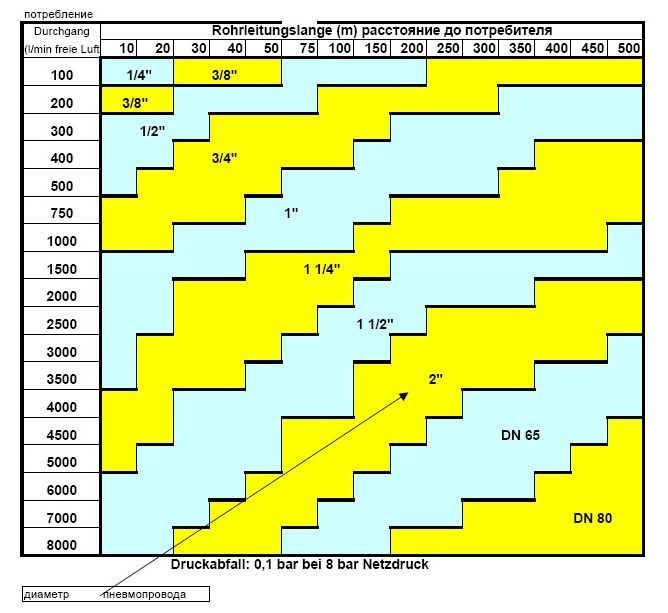 потребление
Durchgang Rohrleitungslange (m) расстояние до потребителя
(l/min freie Luft 10 20 30 40 50 75 100 150 200 250 300 350 400 450 500
100 1/4" 3/8"
200 3/8"
300 1/2"
400 3/4"
500
750 1"
1000
1500 1 1/4"
2000
2500 1 1/2"
3000
3500 2"
4000
4500 DN 65
5000
6000
7000 DN 80
8000
Druckabfall: 0,1 bar bei 8 bar Netzdruck
диаметр пневмопровода